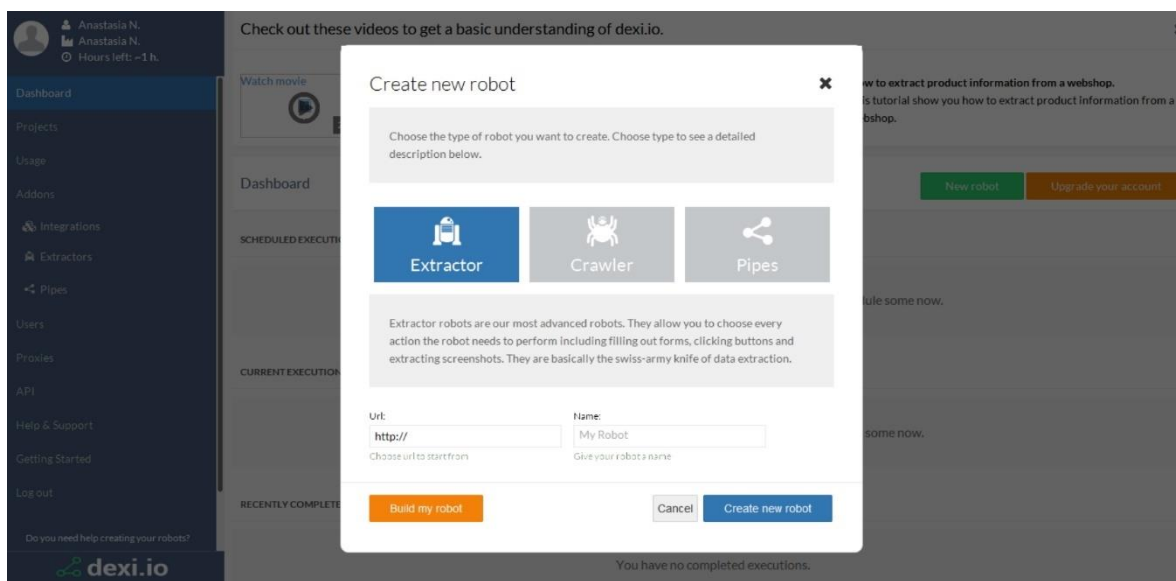 Anastasia N.
Anastasia N.
Hours left: ~1 h.
Dashboard
Projects
Usage
Addons
Integrations
Extractors
Pipes
Users
Proxies
API
Help & Support
Getting Started
Log out
Do you need help creating your robots?
dexi.io
Check out these videos to get a basic understanding of dexi.io.
Watch movie
how to extract product information from a webshop.
tutorial show you how to extract product information from a
Dashboard
New robot
Upgrade your account
SCHEDULED
some now.
CURRENT EXECUTION
some now.
RECENTLY
You have no completed executions.
Create new robot
Choose the type of robot you want to create. Choose type to see a detailed
description below.
Extractor
Crawler
Pipes
Extractor robots are our most advanced robots. They allow you to choose every
action the robot needs to perform including filling out forms, clicking buttons and
extracting screenshots. They are basically the swiss-army knife of data extraction.
Url:
Name:
http://
My Robot
Choose url to start from
Give your robot a name
Build my robot
Cancel
Create new robot